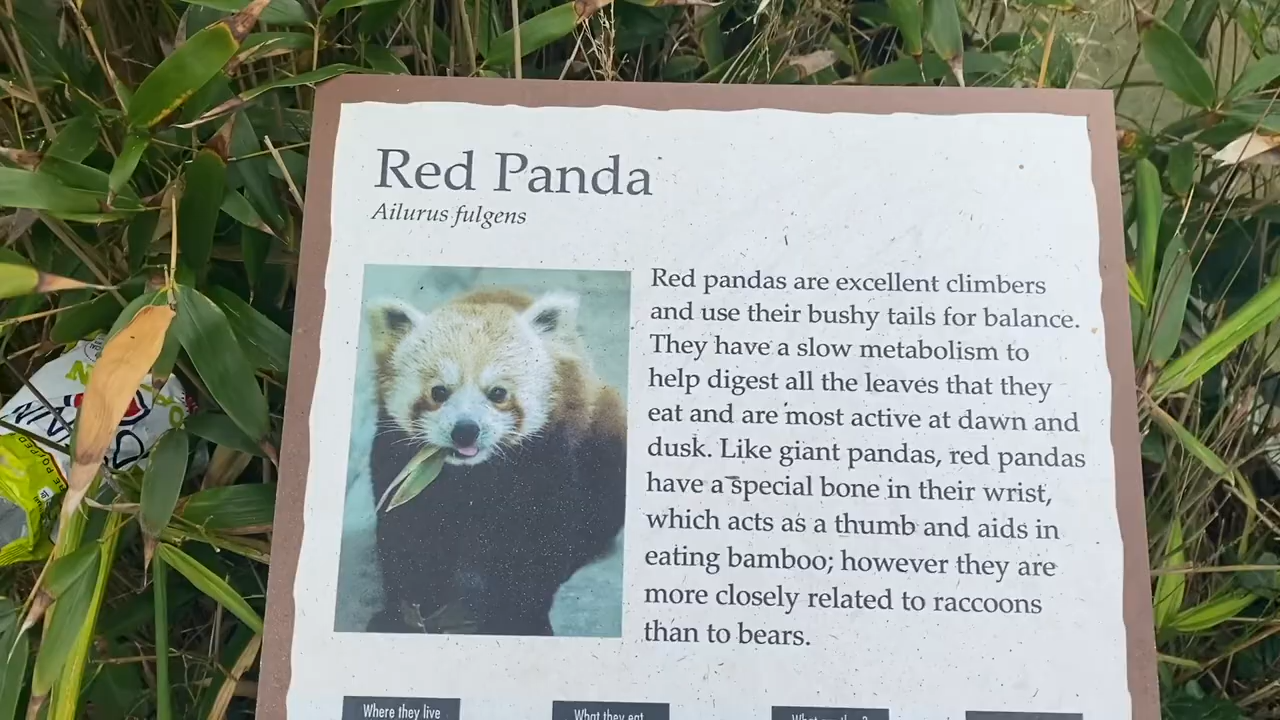 Red Panda
Ailurus fulgens
Red pandas are excellent climbers
and use their bushy tails for balance.
They have a slow metabolism to
help digest all the leaves that they
eat and are most active at dawn and
dusk. Like giant pandas, red pandas
have a special bone in their wrist,
which acts as a thumb and aids in
eating bamboo; however they are
more closely related to raccoons
than to bears.
Where they live
What they eat